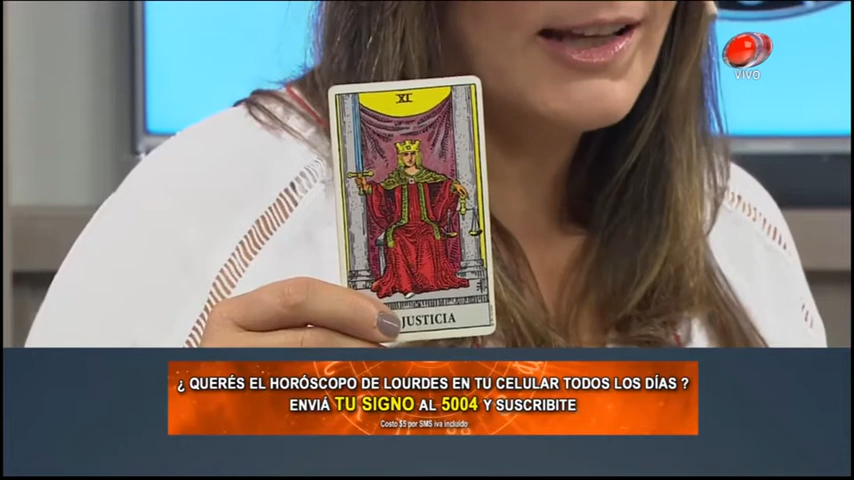 VIVO
XI
JUSTICIA
¿ QUERÉS EL HORÓSCOPO DE LOURDES EN TU CELULAR TODOS LOS DÍAS ?
ENVIÁ TU SIGNO AL 5004 Y SUSCRIBITE
Costo $5 por SMS iva incluído